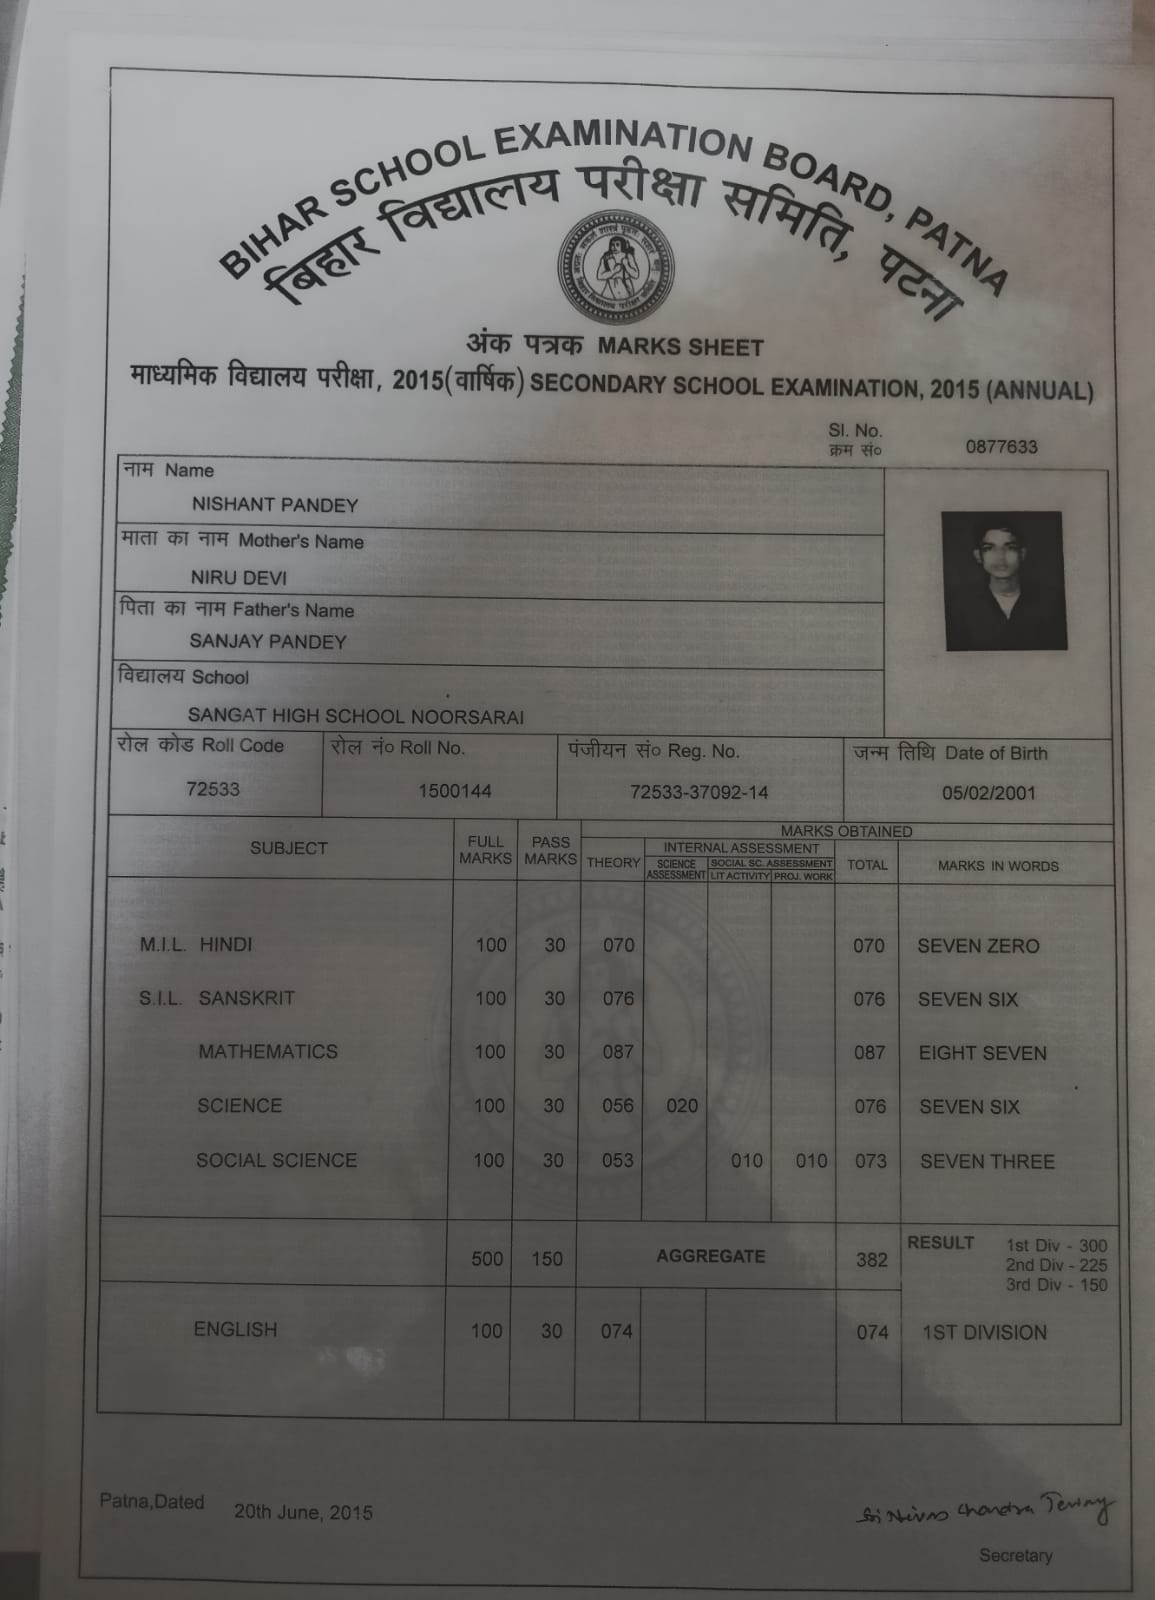 BIHAR SCHOOL EXAMINATION BOARD, PATNA
बिहार विद्यालय परीक्षा समिति, पटना
अंक पत्रक MARKS SHEET
माध्यमिक विद्यालय परीक्षा, 2015(वार्षिक) SECONDARY SCHOOL EXAMINATION, 2015 (ANNUAL)
Sl. No.
क्रम सं० 0877633
नाम Name
NISHANT PANDEY
माता का नाम Mother's Name
NIRU DEVI
पिता का नाम Father's Name
SANJAY PANDEY
विद्यालय School
SANGAT HIGH SCHOOL NOORSARAI
रोल कोड Roll Code रोल नं० Roll No. पंजीयन सं० Reg. No. जन्म तिथि Date of Birth
72533 1500144 72533-37092-14 05/02/2001
SUBJECT FULL MARKS PASS MARKS MARKS OBTAINED
THEORY INTERNAL ASSESSMENT TOTAL MARKS IN WORDS
SCIENCE ASSESSMENT SOCIAL SC. ASSESSMENT
LIT ACTIVITY PROJ. WORK
M.I.L. HINDI 100 30 070 070 SEVEN ZERO
S.I.L. SANSKRIT 100 30 076 076 SEVEN SIX
MATHEMATICS 100 30 087 087 EIGHT SEVEN
SCIENCE 100 30 056 020 076 SEVEN SIX
SOCIAL SCIENCE 100 30 053 010 010 073 SEVEN THREE
500 150 AGGREGATE 382 RESULT 1st Div - 300
2nd Div - 225
3rd Div - 150
ENGLISH 100 30 074 074 1ST DIVISION
Patna,Dated 20th June, 2015
Secretary